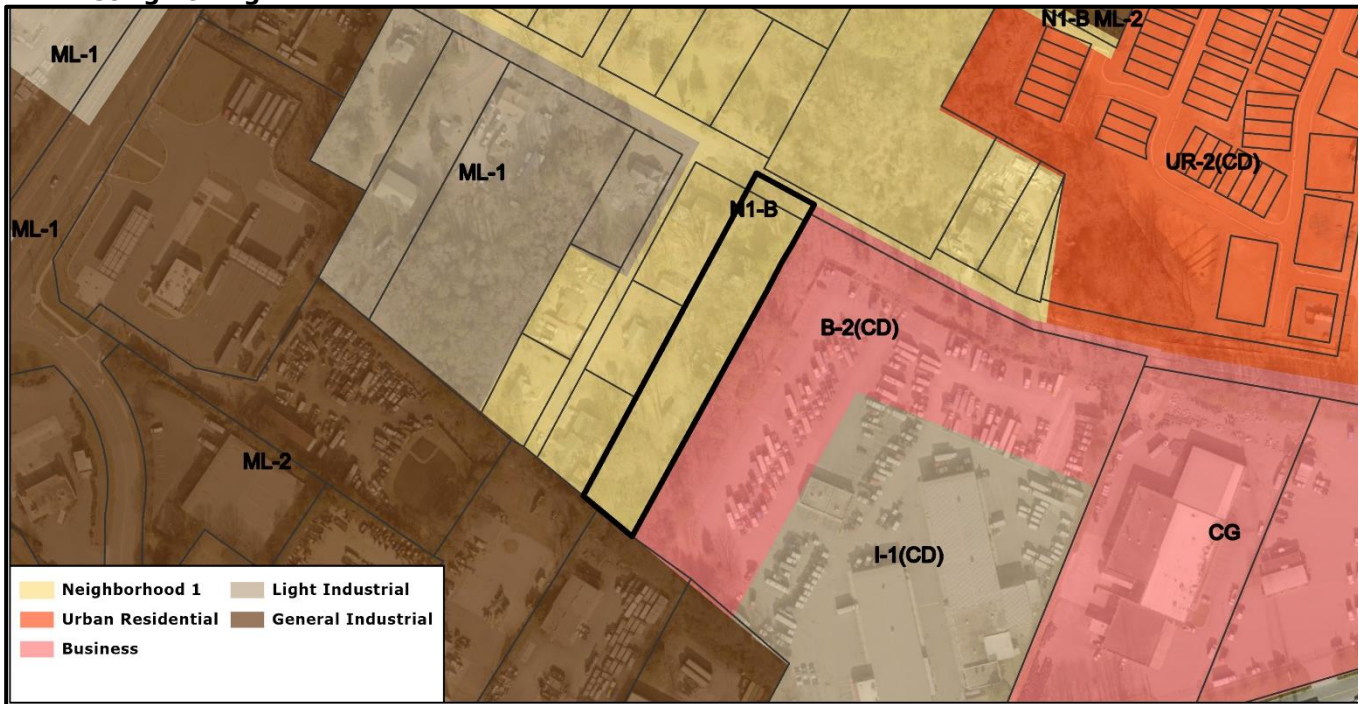 N1-B ML-2
ML-1
UR-2(CD)
ML-1
N1-B
ML-1
B-2(CD)
ML-2
CG
I-1(CD)
Neighborhood 1
Light Industrial
Urban Residential
General Industrial
Business